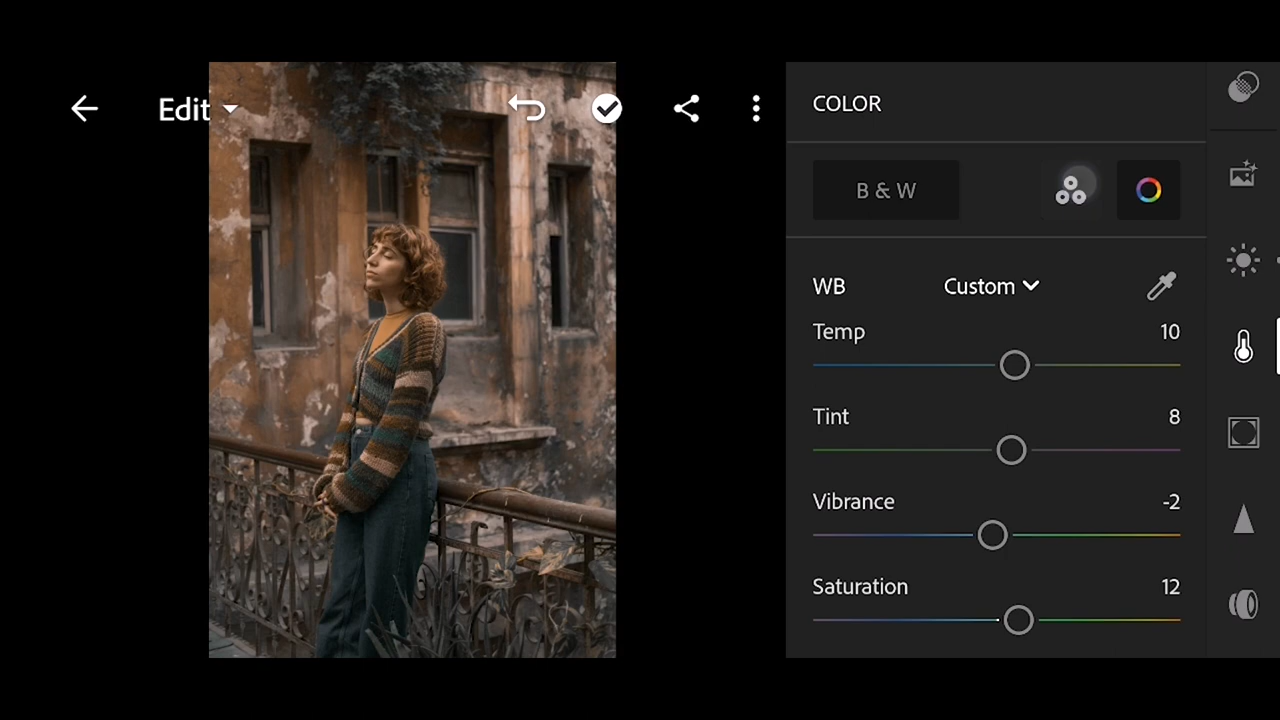 Edit
COLOR
B & W
WB Custom
Temp 10
Tint 8
Vibrance -2
Saturation 12